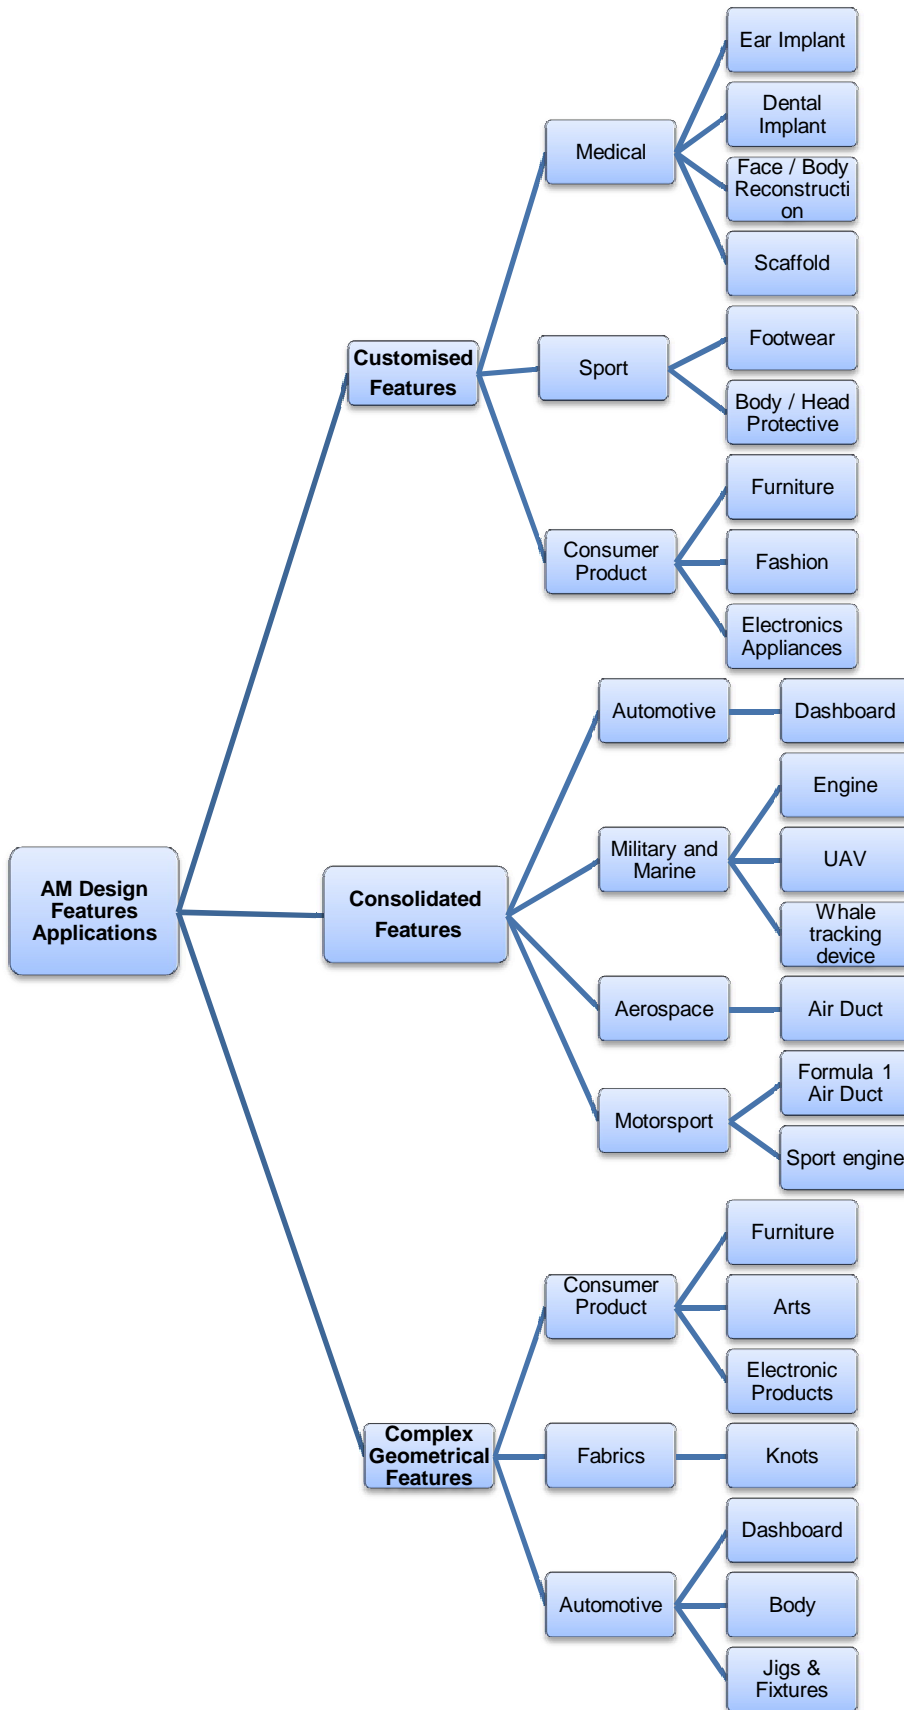 Ear Implant
Dental
Implant
Medical
Face / Body
Reconstructi
on
Scaffold
Customised
Features
Footwear
Sport
Body / Head
Protective
Furniture
Consumer
Product
Fashion
Electronics
Appliances
AM Design
Features
Applications
Consolidated
Features
Automotive
Dashboard
Engine
Military and
Marine
UAV
Whale
tracking
device
Aerospace
Air Duct
Formula 1
Air Duct
Motorsport
Sport engine
Complex
Geometrical
Features
Furniture
Consumer
Product
Arts
Electronic
Products
Fabrics
Knots
Dashboard
Automotive
Body
Jigs &
Fixtures